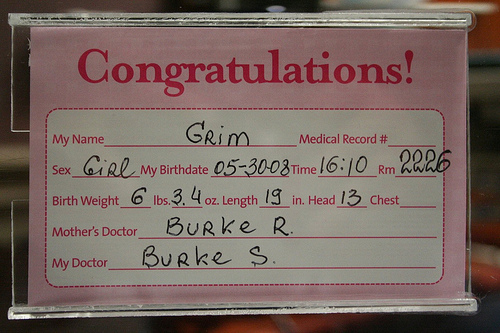 Congratulations!
My Name Grim Medical Record #
Sex Girl My Birthdate 05-30-08 Time 16:10 Rm 2226
Birth Weight 6 lbs. 3.4 oz. Length 19 in. Head 13 Chest
Mother's Doctor Burke R.
My Doctor Burke S.